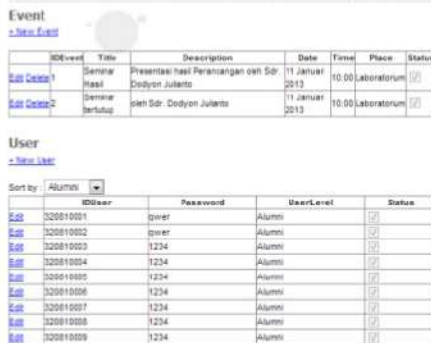 Event
+ New Event
IDEvent Title Description Date Time Place Status
Edit Delete 1 Seminar Hasil Presentasi hasil Perancangan oleh Sdr. Dodyon Julianto 11 Januari 2013 10:00 Laboratorum
Edit Delete 2 Seminar tertutup oleh Sdr. Dodyon Julianto 11 Januari 2013 10:00 Laboratorum
User
+ New User
Sort by : Alumni
IDUser Password UserLevel Status
Edit 320810001 qwer Alumni
Edit 320810002 qwer Alumni
Edit 320810003 1234 Alumni
Edit 320810004 1234 Alumni
Edit 320810005 1234 Alumni
Edit 320810006 1234 Alumni
Edit 320810007 1234 Alumni
Edit 320810008 1234 Alumni
Edit 320810009 1234 Alumni